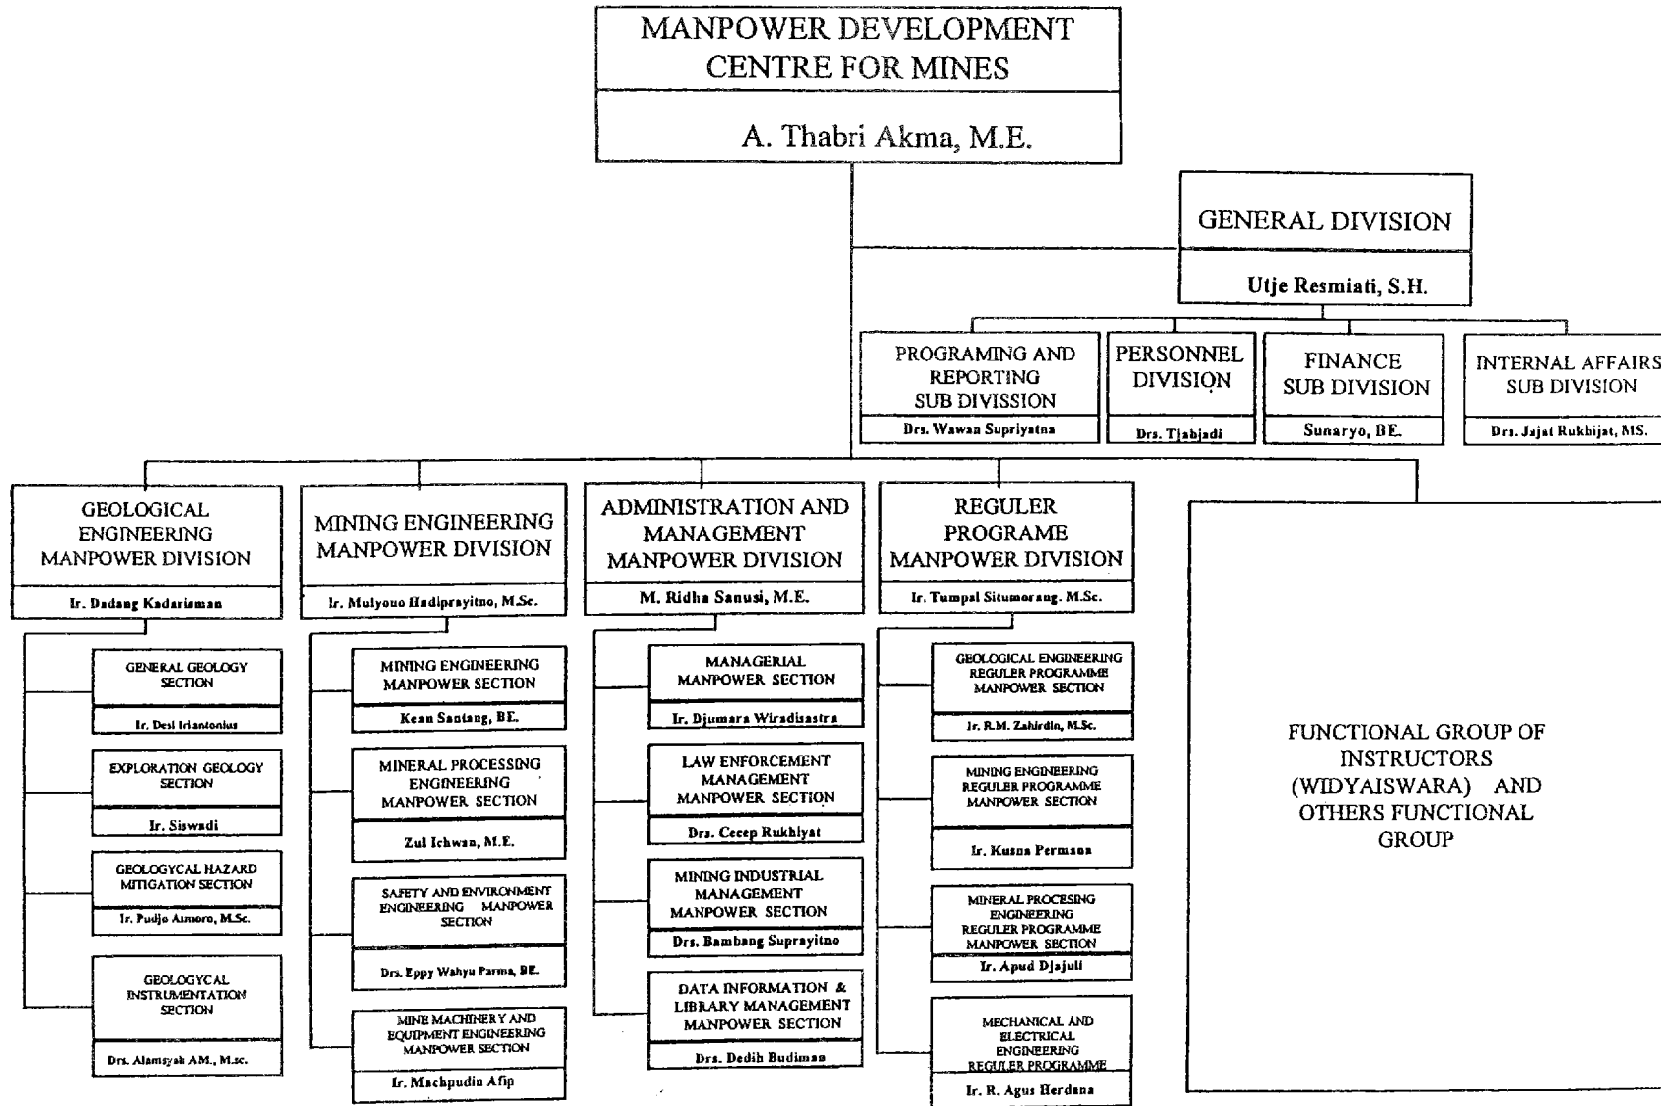 MANPOWER DEVELOPMENT
CENTRE FOR MINES
A. Thabri Akma, M.E.
GENERAL DIVISION
Utje Resmiati, S.H.
PROGRAMING AND
REPORTING
SUB DIVISSION
Drs. Wawan Supriyatna
PERSONNEL
DIVISION
Drs. Tjahjadi
FINANCE
SUB DIVISION
Sunaryo, BE.
INTERNAL AFFAIRS
SUB DIVISION
Drs. Jajat Rukhijat, MS.
GEOLOGICAL
ENGINEERING
MANPOWER DIVISION
Ir. Dadang Kadarisman
GENERAL GEOLOGY
SECTION
Ir. Desi Iriantonius
EXPLORATION GEOLOGY
SECTION
Ir. Siswadi
GEOLOGYCAL HAZARD
MITIGATION SECTION
Ir. Pudjo Asmoro, M.Sc.
GEOLOGYCAL
INSTRUMENTATION
SECTION
Drs. Alamsyah AM., M.sc.
MINING ENGINEERING
MANPOWER DIVISION
Ir. Mulyono Hadiprayitno, M.Sc.
MINING ENGINEERING
MANPOWER SECTION
Kean Santang, BE.
MINERAL PROCESSING
ENGINEERING
MANPOWER SECTION
Zul Ichwan, M.E.
SAFETY AND ENVIRONMENT
ENGINEERING MANPOWER
SECTION
Drs. Eppy Wahyu Parma, BE.
MINE MACHINERY AND
EQUIPMENT ENGINEERING
MANPOWER SECTION
Ir. Machpudin Afip
ADMINISTRATION AND
MANAGEMENT
MANPOWER DIVISION
M. Ridha Sanusi, M.E.
MANAGERIAL
MANPOWER SECTION
Ir. Djumara Wiradisastra
LAW ENFORCEMENT
MANAGEMENT
MANPOWER SECTION
Drs. Cecep Rukhiyat
MINING INDUSTRIAL
MANAGEMENT
MANPOWER SECTION
Drs. Bambang Suprayitno
DATA INFORMATION &
LIBRARY MANAGEMENT
MANPOWER SECTION
Drs. Dedih Budiman
REGULER
PROGRAME
MANPOWER DIVISION
Ir. Tumpal Situmorang. M.Sc.
GEOLOGICAL ENGINEERING
REGULER PROGRAMME
MANPOWER SECTION
Ir. R.M. Zahirdin, M.Sc.
MINING ENGINEERING
REGULER PROGRAMME
MANPOWER SECTION
Ir. Kusna Permana
MINERAL PROCESING
ENGINEERING
REGULER PROGRAMME
MANPOWER SECTION
Ir. Apud Djajuli
MECHANICAL AND
ELECTRICAL
ENGINEERING
REGULER PROGRAMME
Ir. R. Agus Herdana
FUNCTIONAL GROUP OF
INSTRUCTORS
(WIDYAISWARA) AND
OTHERS FUNCTIONAL
GROUP